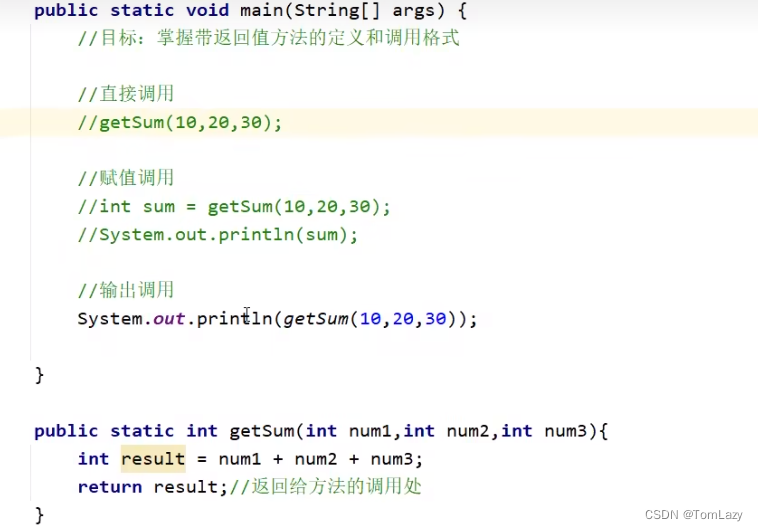 public static void main(String[] args) {
//目标：掌握带返回值方法的定义和调用格式
//直接调用
//getSum(10,20,30);
//赋值调用
//int sum = getSum(10,20,30);
//System.out.println(sum);
//输出调用
System.out.println(getSum(10,20,30));
}
public static int getSum(int num1,int num2,int num3){
int result = num1 + num2 + num3;
return result;//返回给方法的调用处
}
CSDN @TomLazy